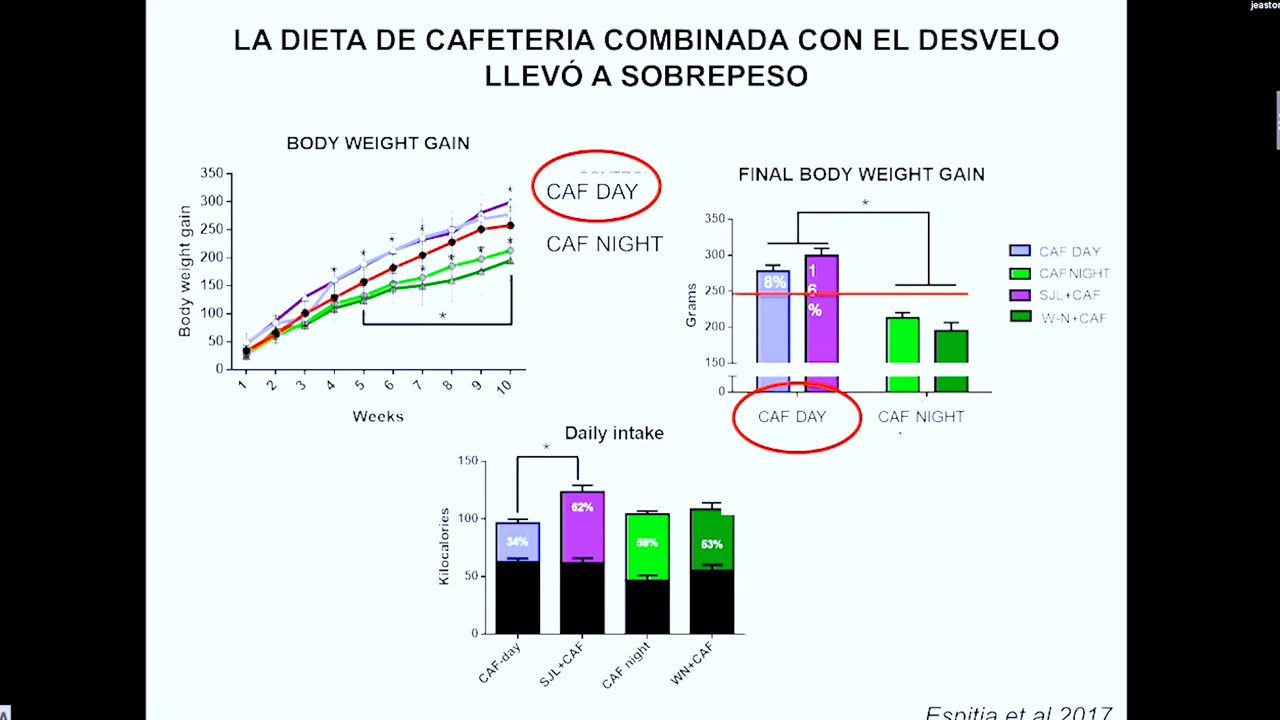 LA DIETA DE CAFETERIA COMBINADA CON EL DESVELO
LLEVÓ A SOBREPESO
BODY WEIGHT GAIN
Body weight gain
350
300
250
200
150
100
50
0
1 2 3 4 5 6 7 8 9 10
Weeks
*
CAF DAY
CAF NIGHT
FINAL BODY WEIGHT GAIN
*
Grams
350
300
250
200
150
0
8%
16%
CAF DAY
CAF NIGHT
CAF DAY
CAF NIGHT
SJL+CAF
W-N+CAF
Daily intake
*
Kilocalories
150
100
50
0
34%
62%
53%
CAF-day
SJL+CAF
CAF night
WN+CAF
Espitia et al 2017